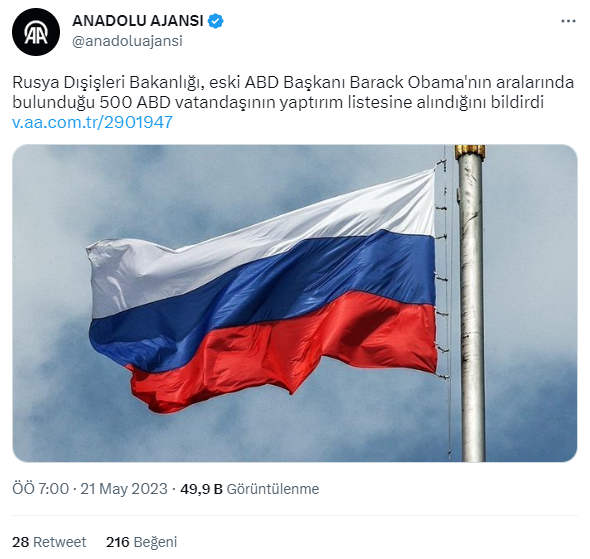 ANADOLU AJANSI
@anadoluajansi
Rusya Dışişleri Bakanlığı, eski ABD Başkanı Barack Obama'nın aralarında
bulunduğu 500 ABD vatandaşının yaptırım listesine alındığını bildirdi
v.aa.com.tr/2901947
ÖÖ 7:00 · 21 May 2023 · 49,9 B Görüntülenme
28 Retweet 216 Beğeni